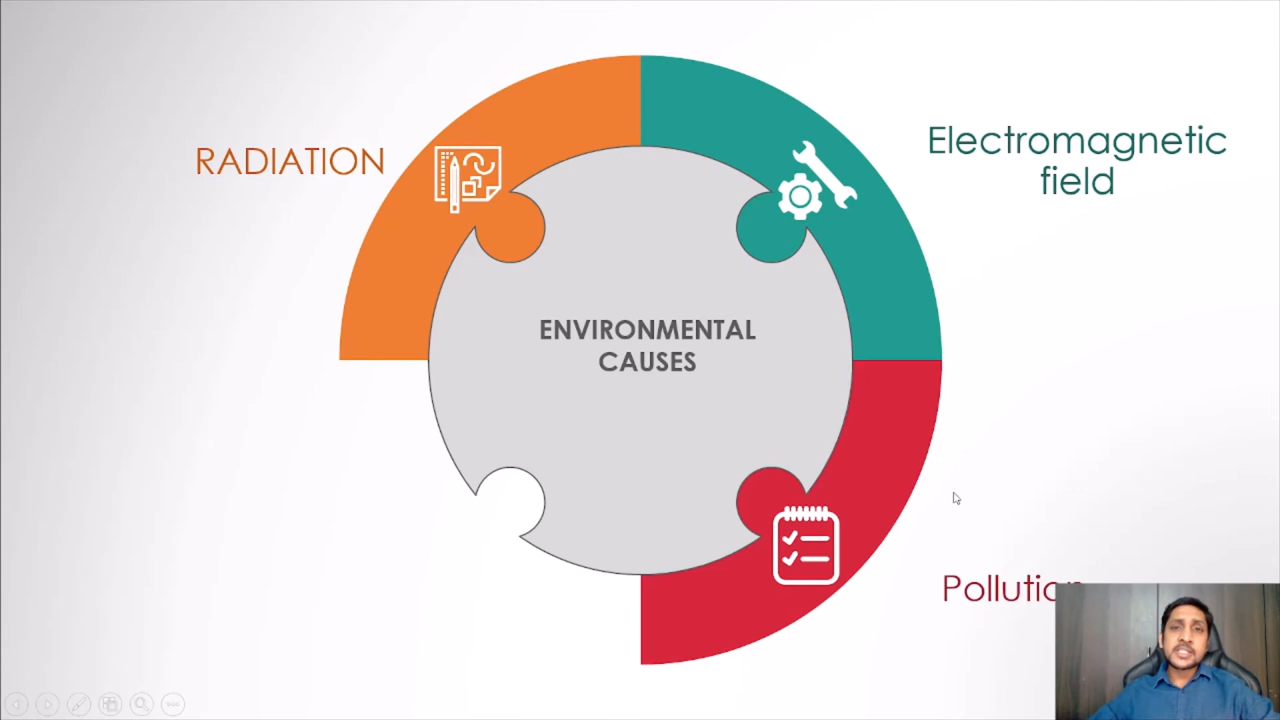 RADIATION
Electromagnetic
field
ENVIRONMENTAL
CAUSES